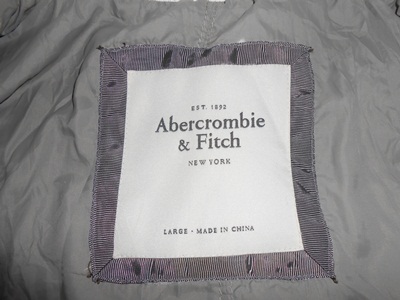 EST. 1892
Abercrombie
& Fitch
NEW YORK
LARGE • MADE IN CHINA